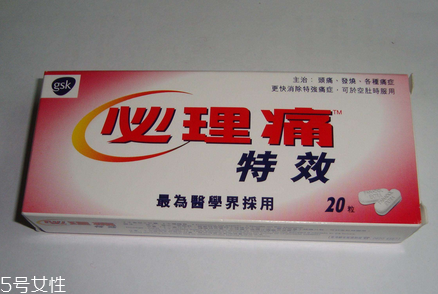 gsk
主治：頭痛、發燒、各種痛症
更快消除特強痛症，可於空肚時服用
必理痛™
特效
最為醫學界採用
20粒
5号女性